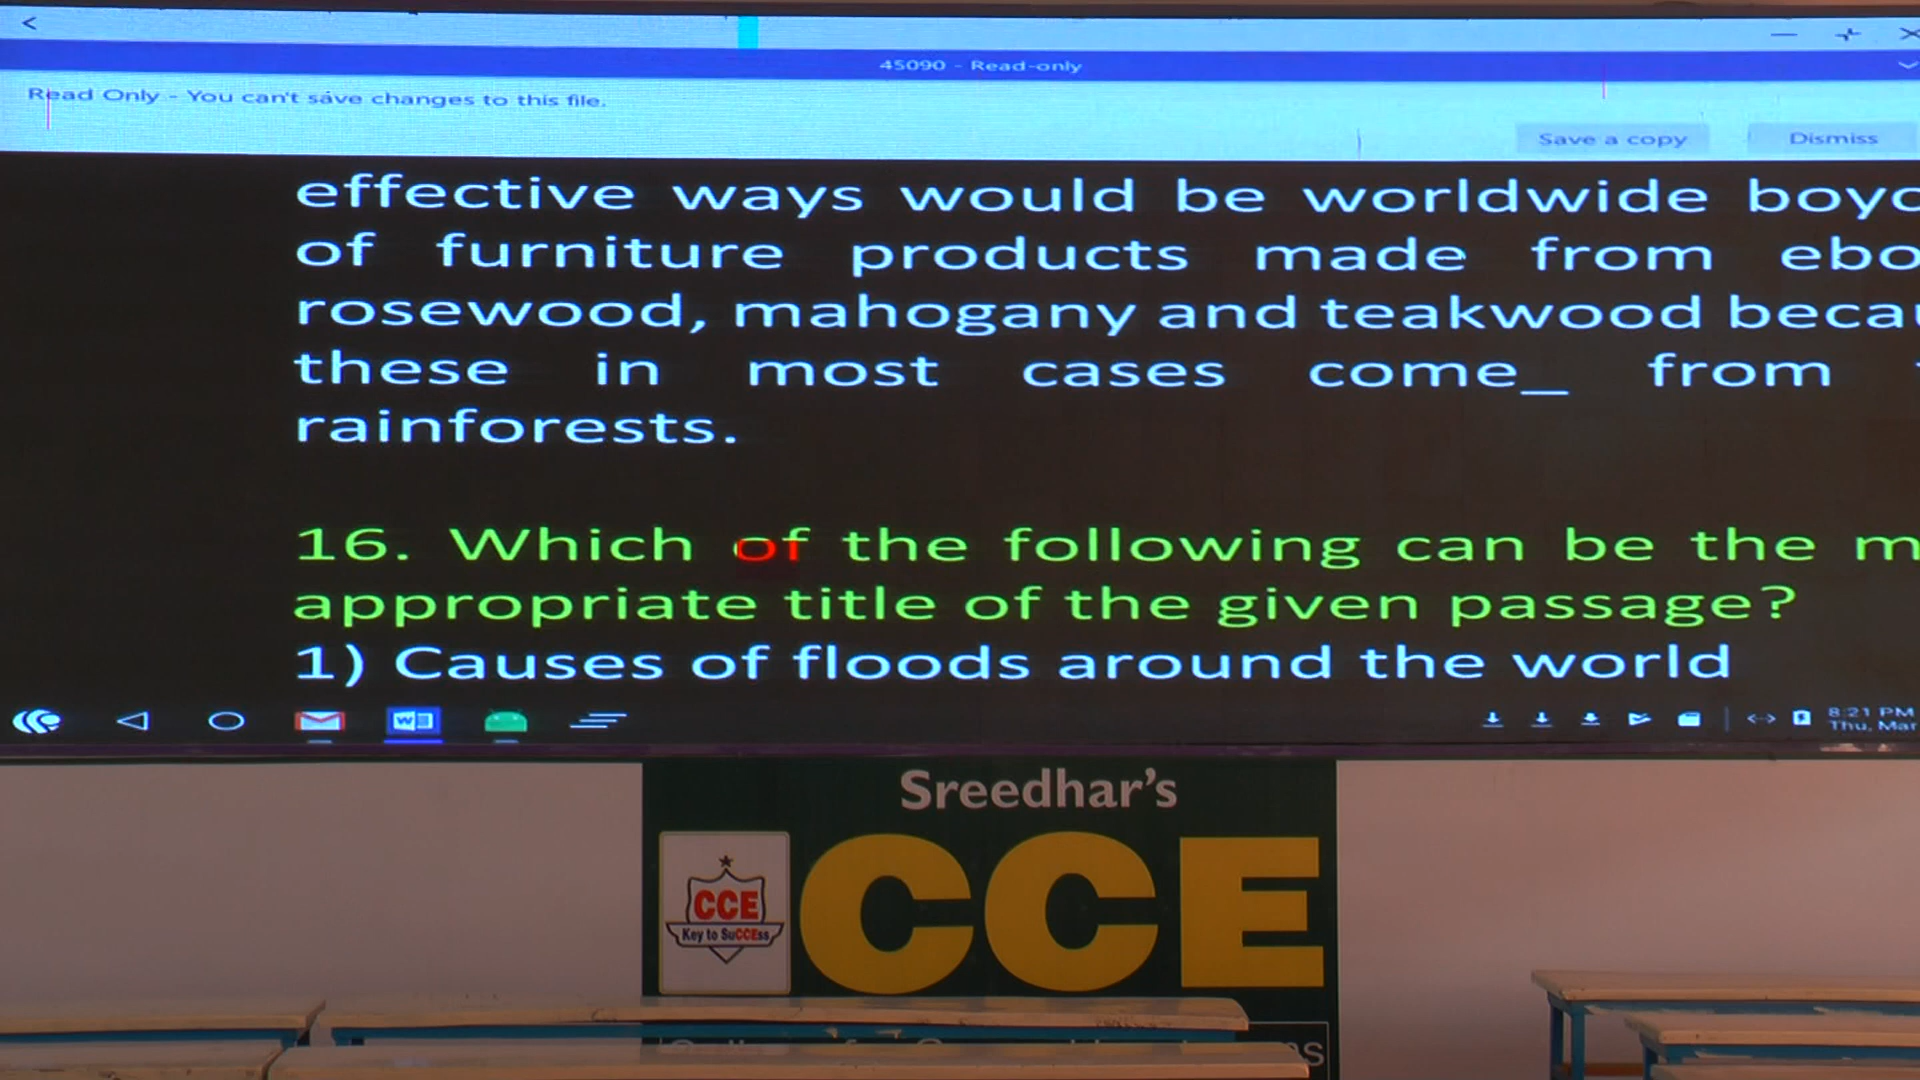 45090 - Read-only
Read Only - You can't save changes to this file.
Save a copy Dismiss
effective ways would be worldwide
of furniture products made from
rosewood, mahogany and teakwood
these in most cases come_ from
rainforests.
16. Which of the following can be the
appropriate title of the given passage?
1) Causes of floods around the world
8:21 PM
Thu, Mar
Sreedhar's
CCE
CCE
Key to SuCCEss